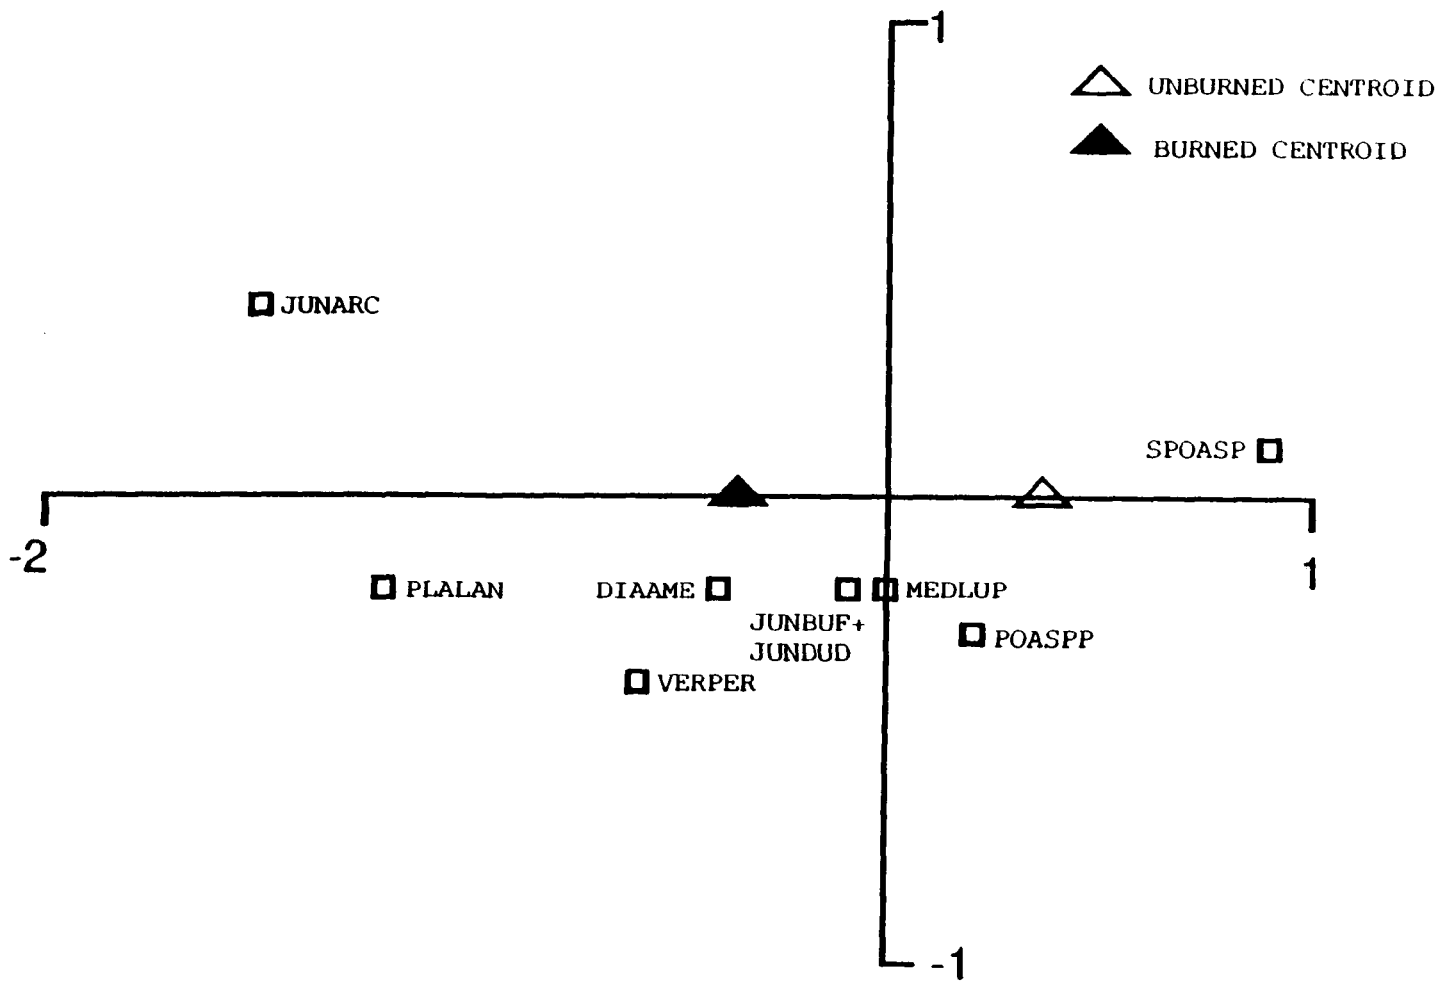 1
UNBURNED CENTROID
BURNED CENTROID
JUNARC
SPOASP
-2
1
PLALAN
DIAAME
MEDLUP
JUNBUF+
JUNDUD
POASPP
VERPER
-1